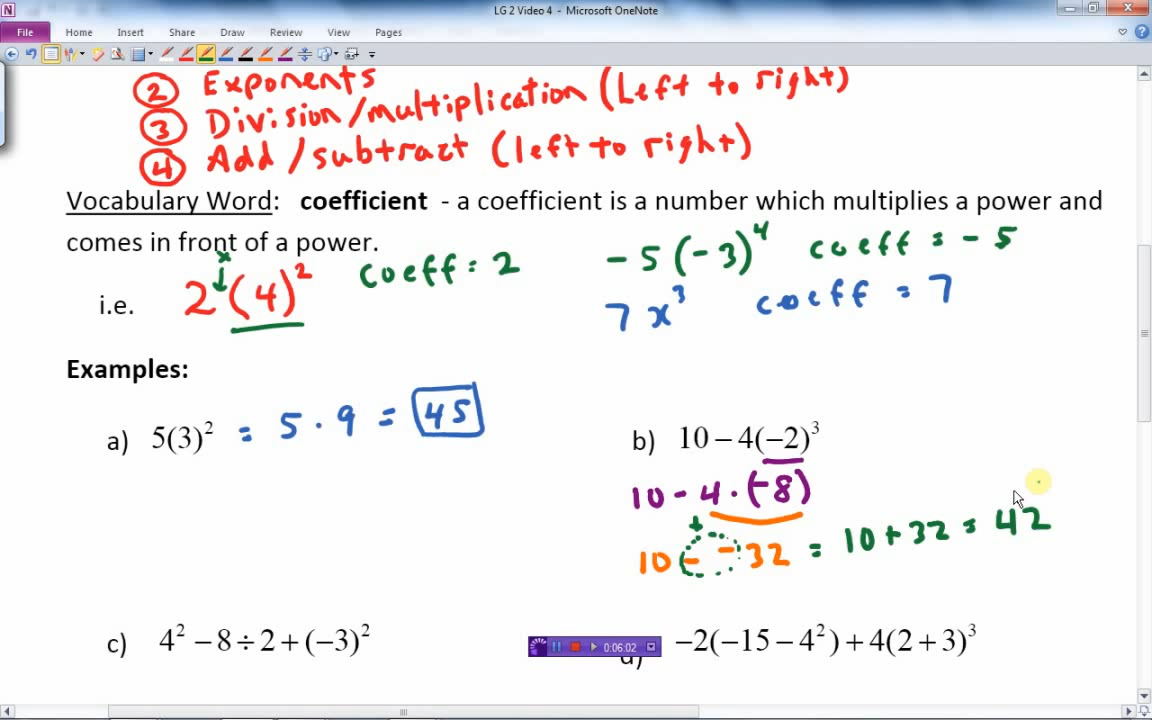 LG 2 Video 4 - Microsoft OneNote
File Home Insert Share Draw Review View Pages
② Exponents
③ Division/multiplication (Left to right)
④ Add/subtract (left to right)
Vocabulary Word: coefficient - a coefficient is a number which multiplies a power and
comes in front of a power.
i.e. 2 (4)² coeff = 2 -5(-3)⁴ coeff = -5
x
7x³ coeff = 7
Examples:
a) 5(3)² = 5 · 9 = 45
b) 10 − 4(−2)³
10 - 4 · (-8)
+
10 - - 32 = 10 + 32 = 42
c) 4² − 8 ÷ 2 + (−3)²
d) −2(−15 − 4²) + 4(2 + 3)³
0:06:02